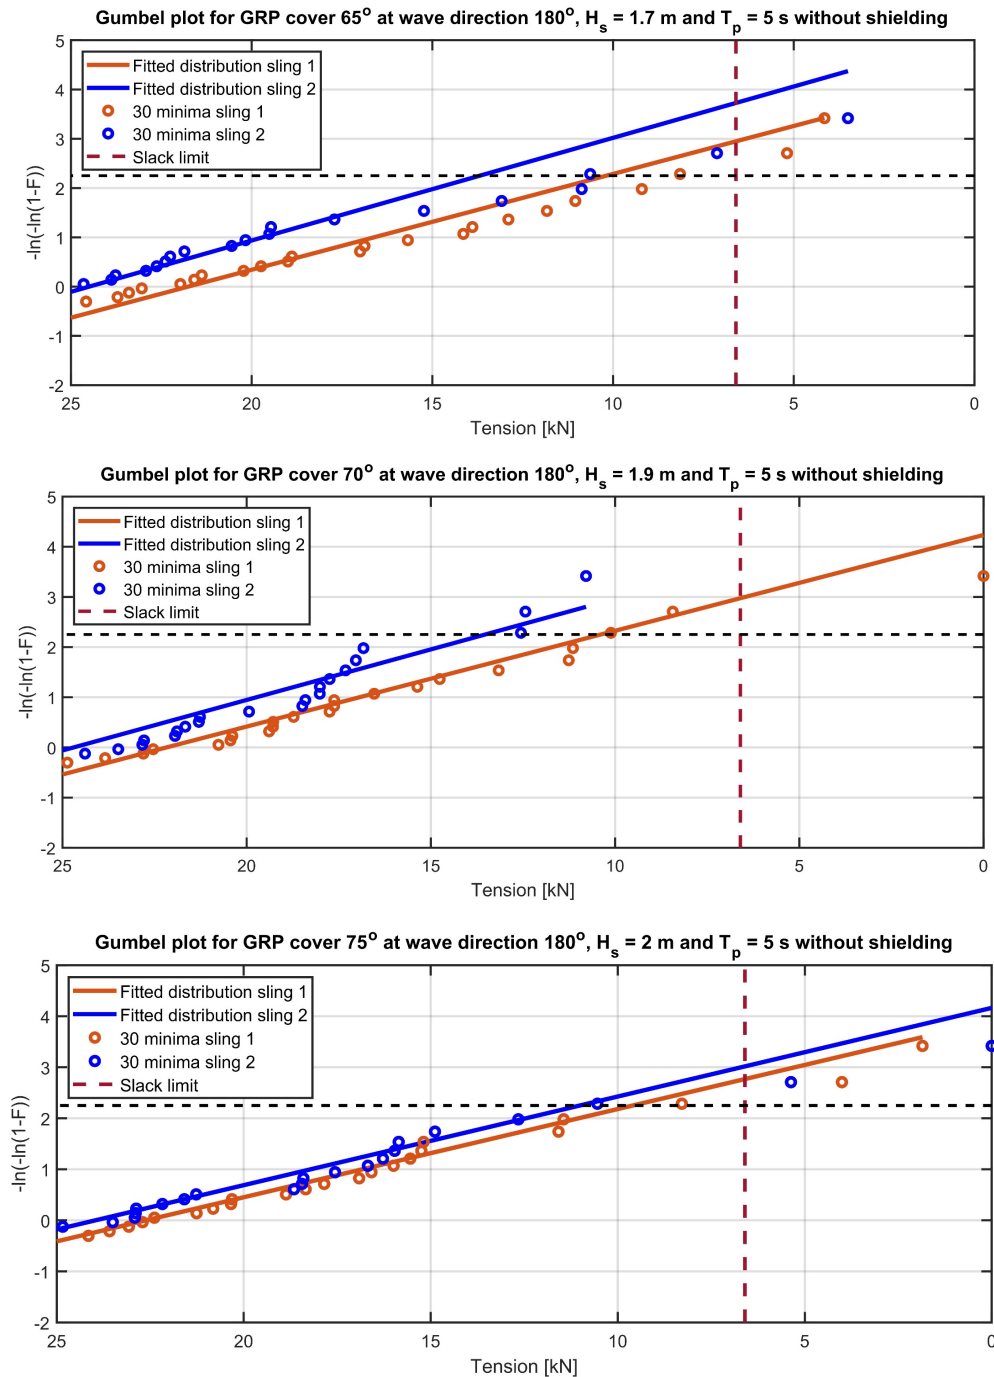 Gumbel plot for GRP cover 65° at wave direction 180°, Hs = 1.7 m and Tp = 5 s without shielding
5
4
3
2
1
0
-1
-2
-ln(-ln(1-F))
Fitted distribution sling 1
Fitted distribution sling 2
30 minima sling 1
30 minima sling 2
Slack limit
25 20 15 10 5 0
Tension [kN]
Gumbel plot for GRP cover 70° at wave direction 180°, Hs = 1.9 m and Tp = 5 s without shielding
5
4
3
2
1
0
-1
-2
-ln(-ln(1-F))
Fitted distribution sling 1
Fitted distribution sling 2
30 minima sling 1
30 minima sling 2
Slack limit
25 20 15 10 5 0
Tension [kN]
Gumbel plot for GRP cover 75° at wave direction 180°, Hs = 2 m and Tp = 5 s without shielding
5
4
3
2
1
0
-1
-2
-ln(-ln(1-F))
Fitted distribution sling 1
Fitted distribution sling 2
30 minima sling 1
30 minima sling 2
Slack limit
25 20 15 10 5 0
Tension [kN]